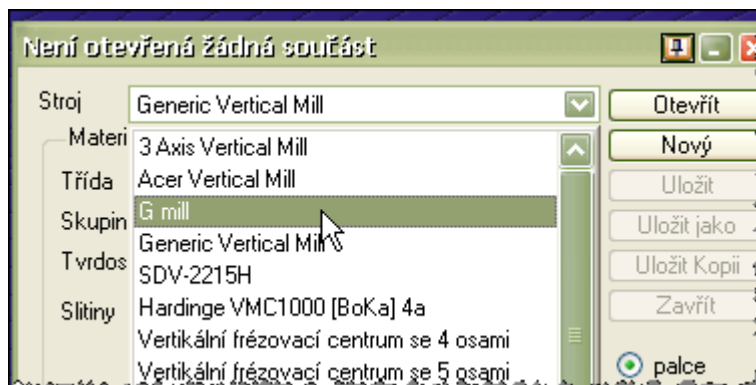 Není otevřená žádná součást
Stroj
Generic Vertical Mill
Otevřít
Materi
3 Axis Vertical Mill
Nový
Třída
Acer Vertical Mill
Uložit
Skupin
G mill
Uložit jako
Tvrdos
Generic Vertical Mill
Uložit Kopii
SDV-2215H
Slitiny
Hardinge VMC1000 [BoKa] 4a
Zavřít
Vertikální frézovací centrum se 4 osami
Vertikální frézovací centrum se 5 osami
palce